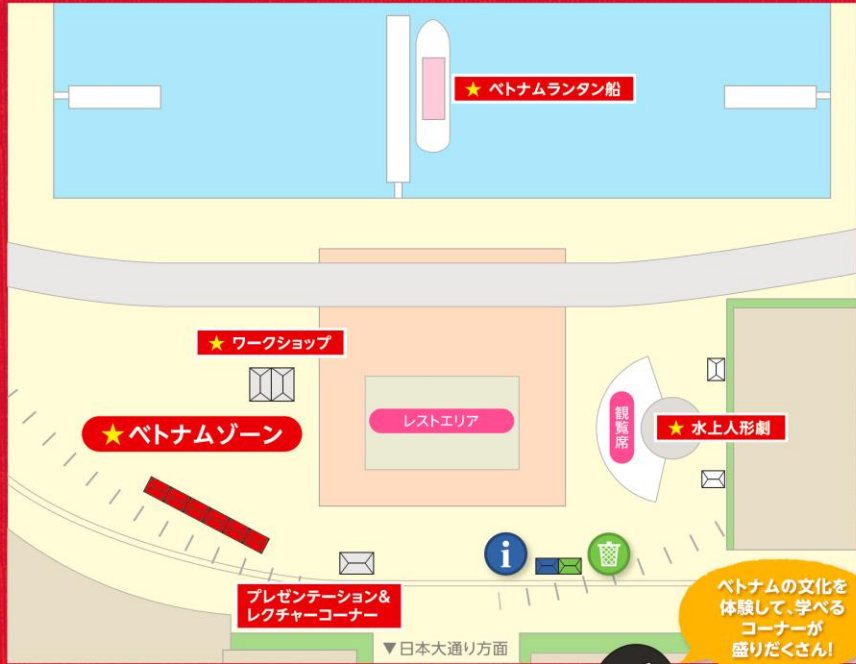 ★ ベトナムランタン船
★ ワークショップ
★ベトナムゾーン
レストエリア
観覧席
★ 水上人形劇
i
プレゼンテーション&
レクチャーコーナー
▼日本大通り方面
ベトナムの文化を
体験して、学べる
コーナーが
盛りだくさん!